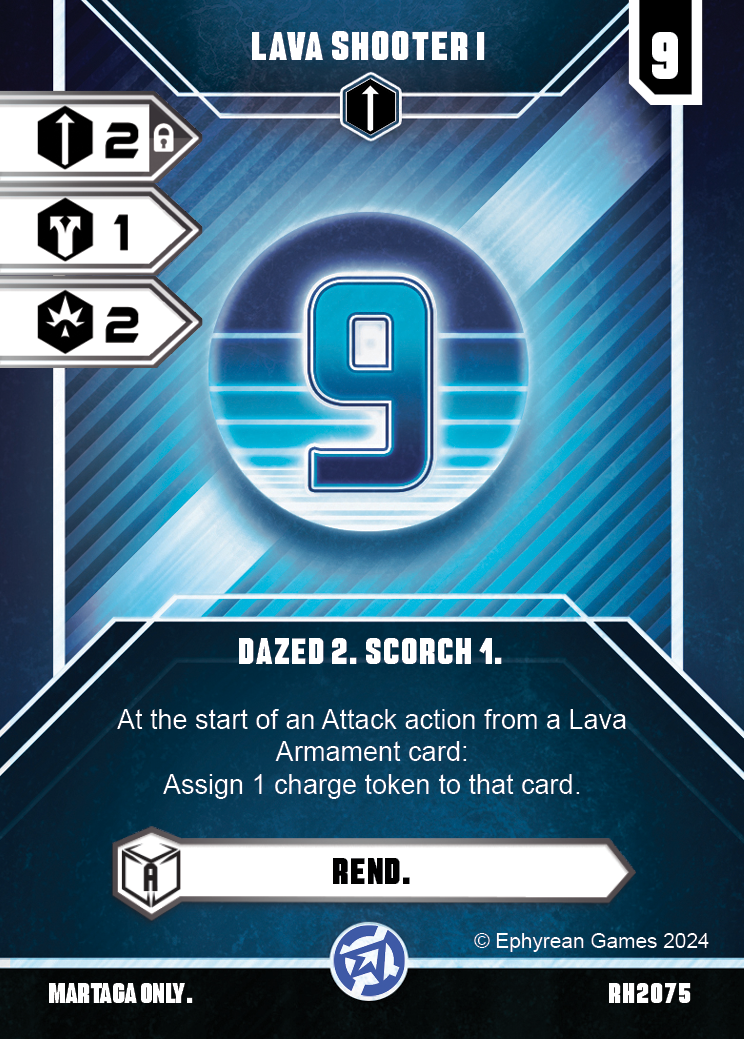 LAVA SHOOTER I
9
2
1
2
9
DAZED 2. SCORCH 1.
At the start of an Attack action from a Lava
Armament card:
Assign 1 charge token to that card.
A
REND.
© Ephyrean Games 2024
MARTAGA ONLY.
RH2075